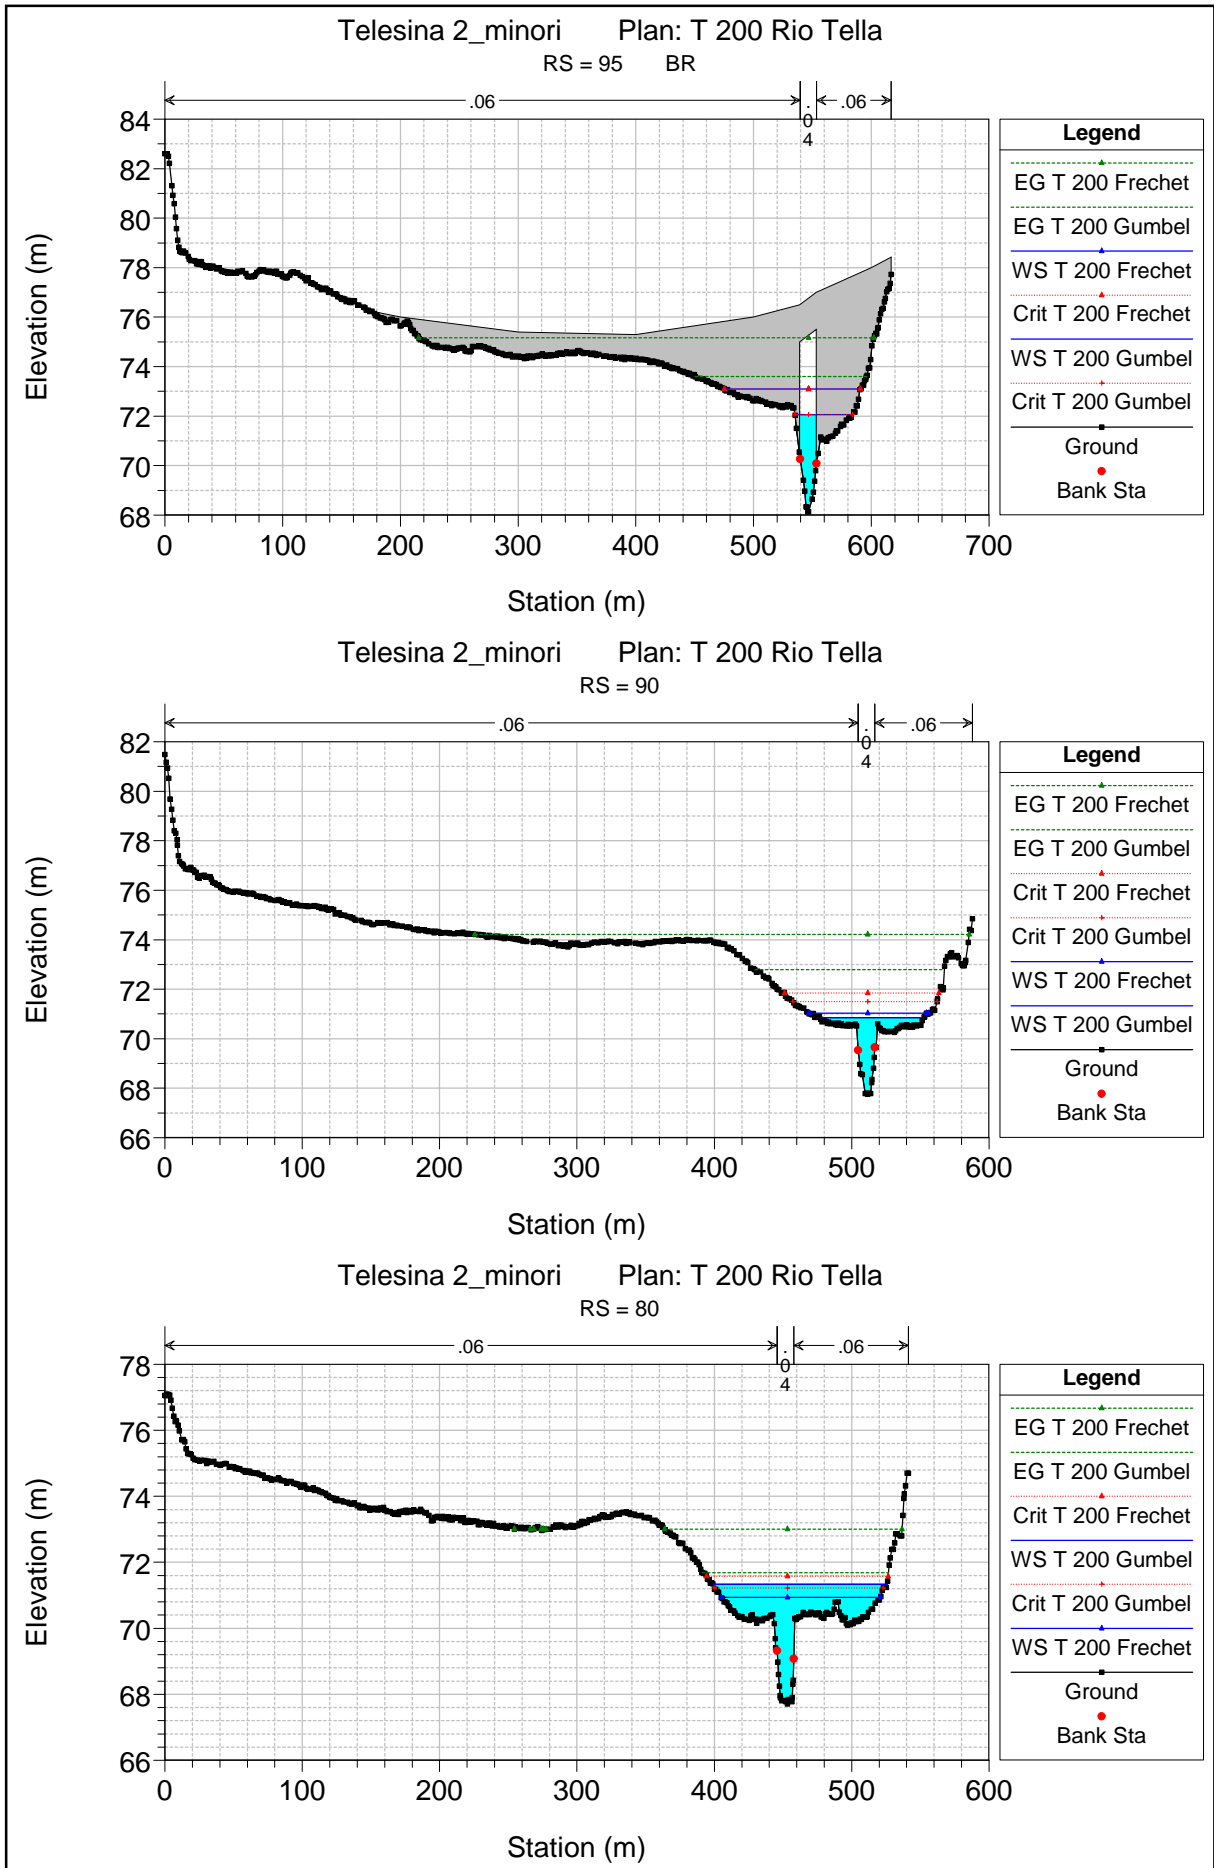 Telesina 2_minori Plan: T 200 Rio Tella
RS = 95 BR
.06 .04 .06
84
82
80
78
76
74
72
70
68
0 100 200 300 400 500 600 700
Station (m)
Elevation (m)
Legend
EG T 200 Frechet
EG T 200 Gumbel
WS T 200 Frechet
Crit T 200 Frechet
WS T 200 Gumbel
Crit T 200 Gumbel
Ground
Bank Sta
Telesina 2_minori Plan: T 200 Rio Tella
RS = 90
.06 .04 .06
82
80
78
76
74
72
70
68
66
0 100 200 300 400 500 600
Station (m)
Elevation (m)
Legend
EG T 200 Frechet
EG T 200 Gumbel
Crit T 200 Frechet
Crit T 200 Gumbel
WS T 200 Frechet
WS T 200 Gumbel
Ground
Bank Sta
Telesina 2_minori Plan: T 200 Rio Tella
RS = 80
.06 .04 .06
78
76
74
72
70
68
66
0 100 200 300 400 500 600
Station (m)
Elevation (m)
Legend
EG T 200 Frechet
EG T 200 Gumbel
Crit T 200 Frechet
WS T 200 Gumbel
Crit T 200 Gumbel
WS T 200 Frechet
Ground
Bank Sta